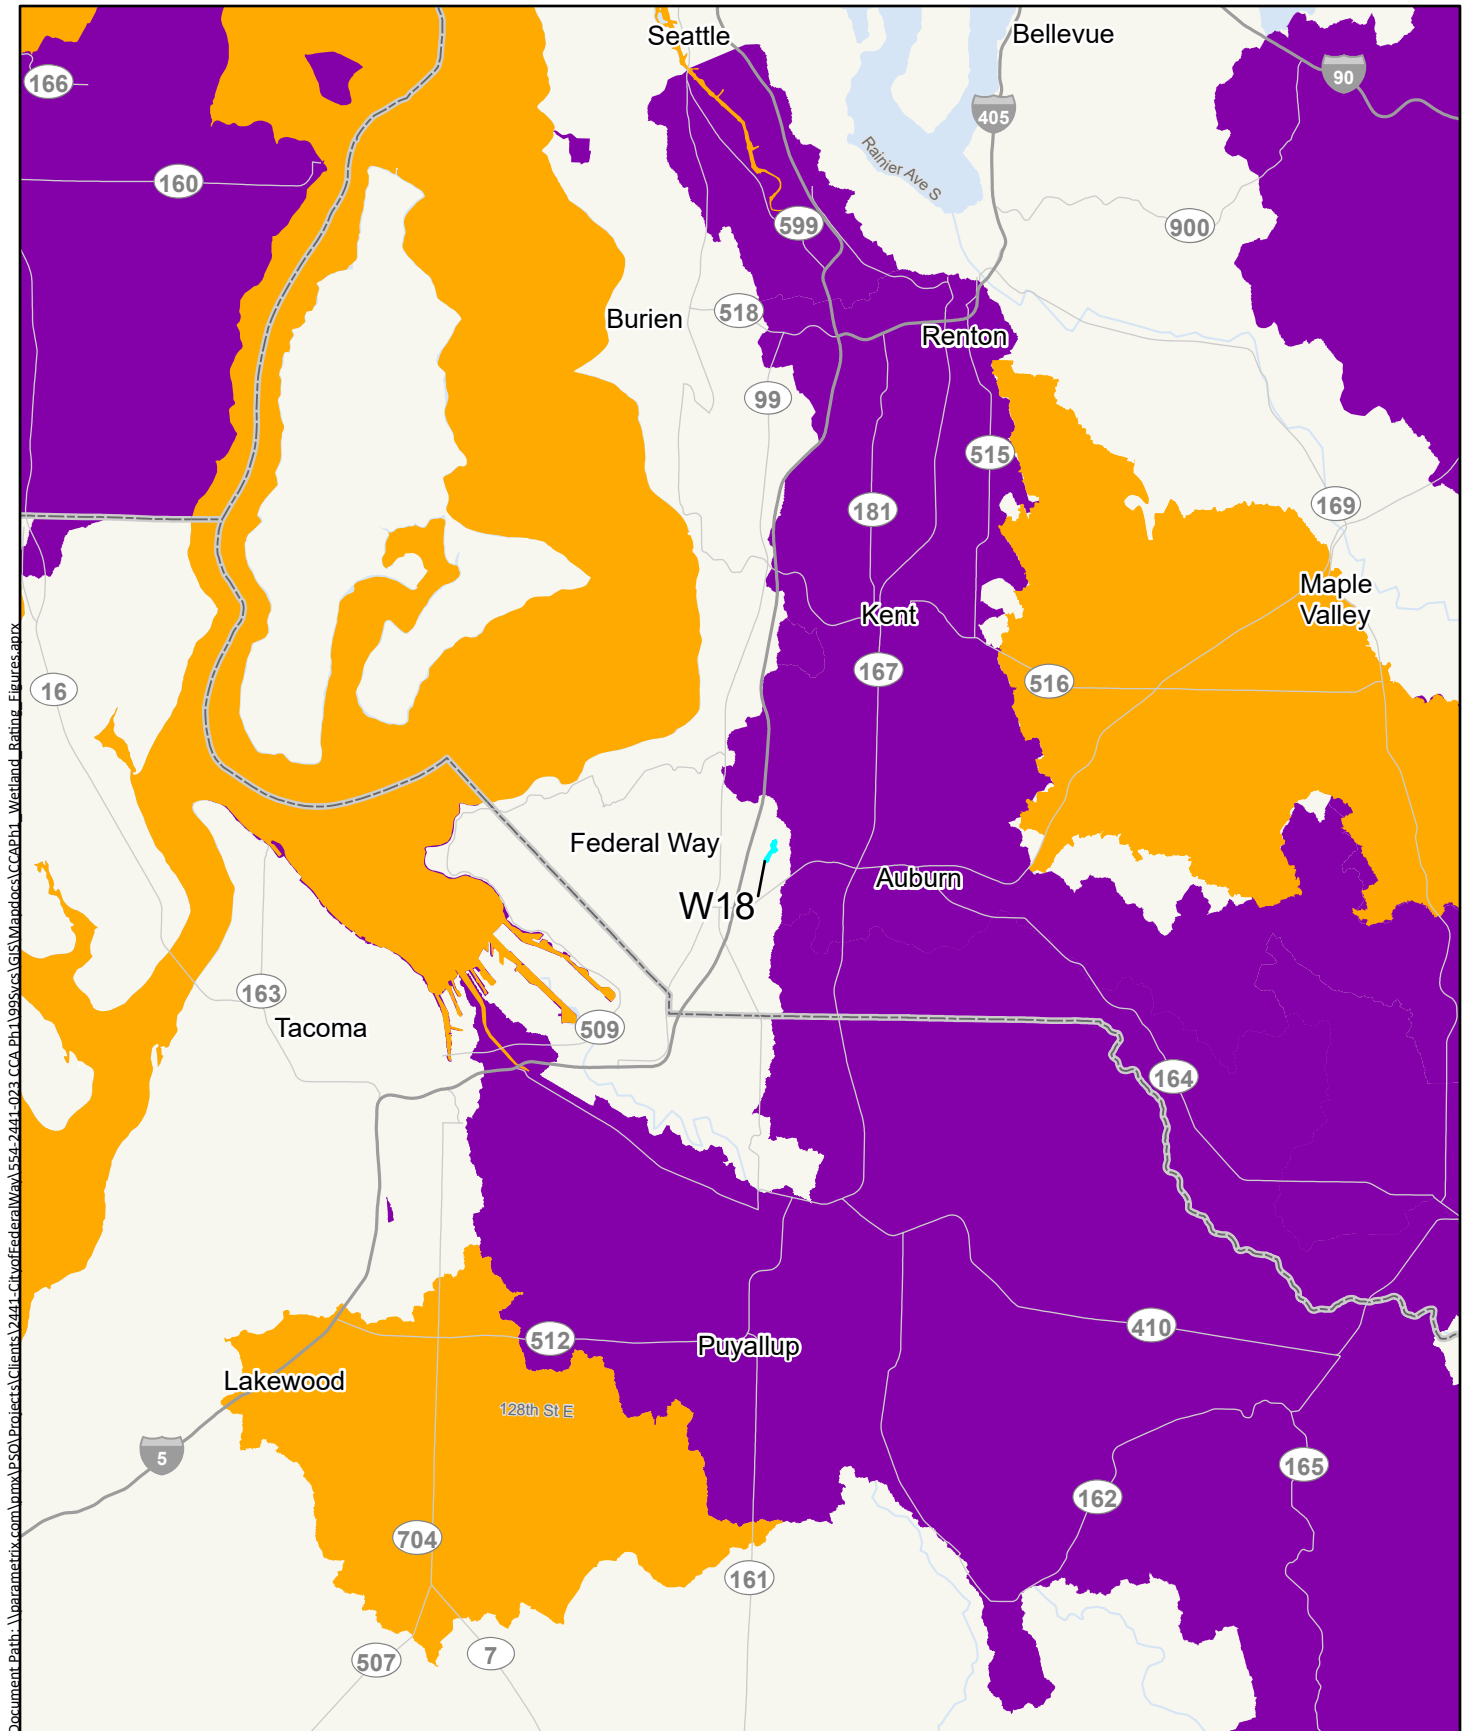 Seattle
Bellevue
166
90
405
Rainier Ave S
160
599
900
Burien
518
Renton
99
515
181
169
Maple
Valley
Kent
167
516
16
Federal Way
W18
Auburn
163
Tacoma
509
164
512
Puyallup
410
Lakewood
128th St E
5
165
162
704
161
507
7
Document Path: \\parametrix.com\pmx\PSO\Projects\Clients\2441-CityofFederalWay\554-2441-023 CCA Ph1\99Svcs\GIS\Mapdocs\CCAPh1_Wetland_Rating_Figures.aprx